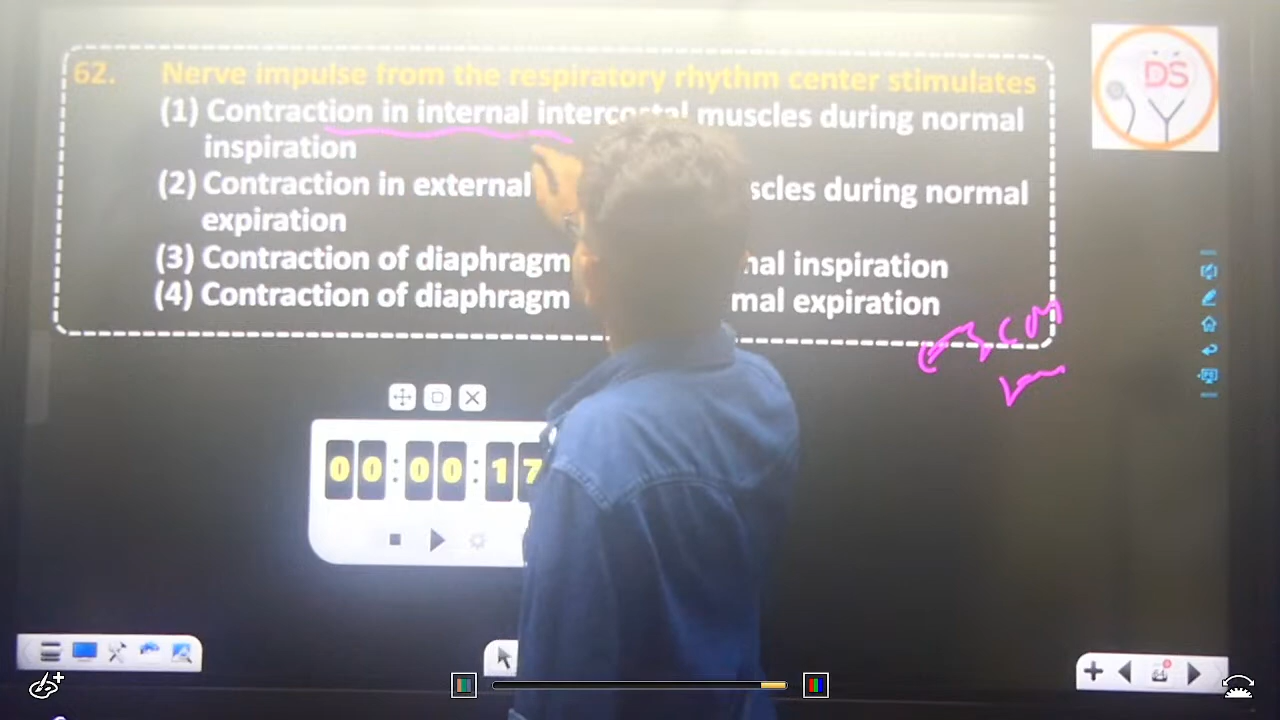 62. Nerve impulse from the respiratory rhythm center stimulates
(1) Contraction in internal intercostal muscles during normal
inspiration
(2) Contraction in external scles during normal
expiration
(3) Contraction of diaphragm nal inspiration
(4) Contraction of diaphragm mal expiration
DS
00:00:17